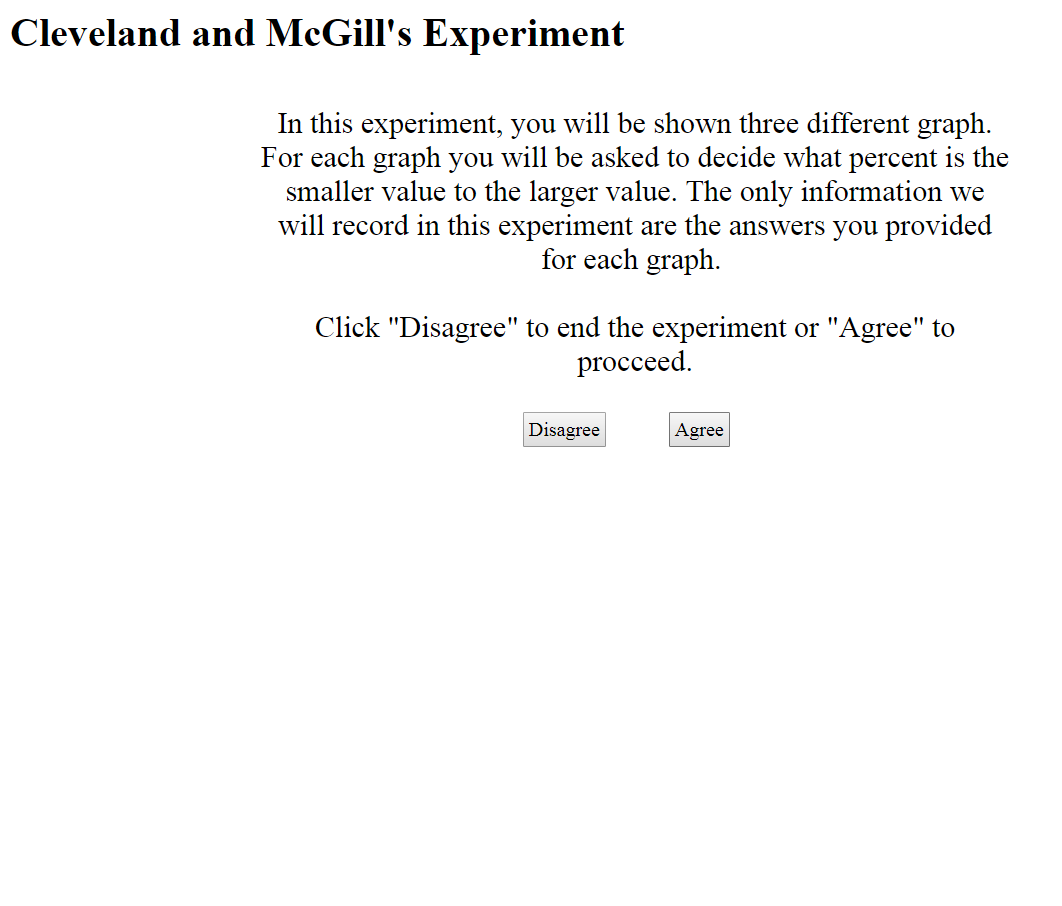 Cleveland and McGill's Experiment
In this experiment, you will be shown three different graph.
For each graph you will be asked to decide what percent is the
smaller value to the larger value. The only information we
will record in this experiment are the answers you provided
for each graph.
Click "Disagree" to end the experiment or "Agree" to
procceed.
Disagree
Agree